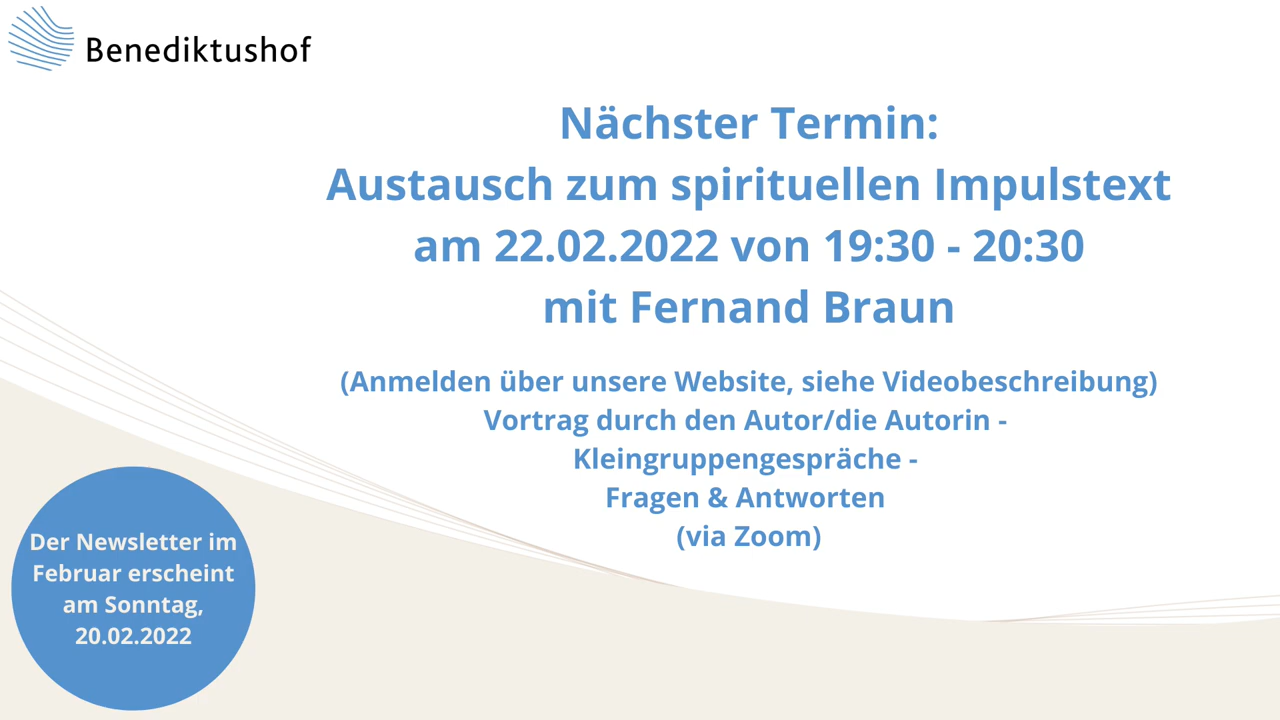 Benediktushof
Nächster Termin:
Austausch zum spirituellen Impulstext
am 22.02.2022 von 19:30 - 20:30
mit Fernand Braun
(Anmelden über unsere Website, siehe Videobeschreibung)
Vortrag durch den Autor/die Autorin -
Kleingruppengespräche -
Fragen & Antworten
(via Zoom)
Der Newsletter im
Februar erscheint
am Sonntag,
20.02.2022